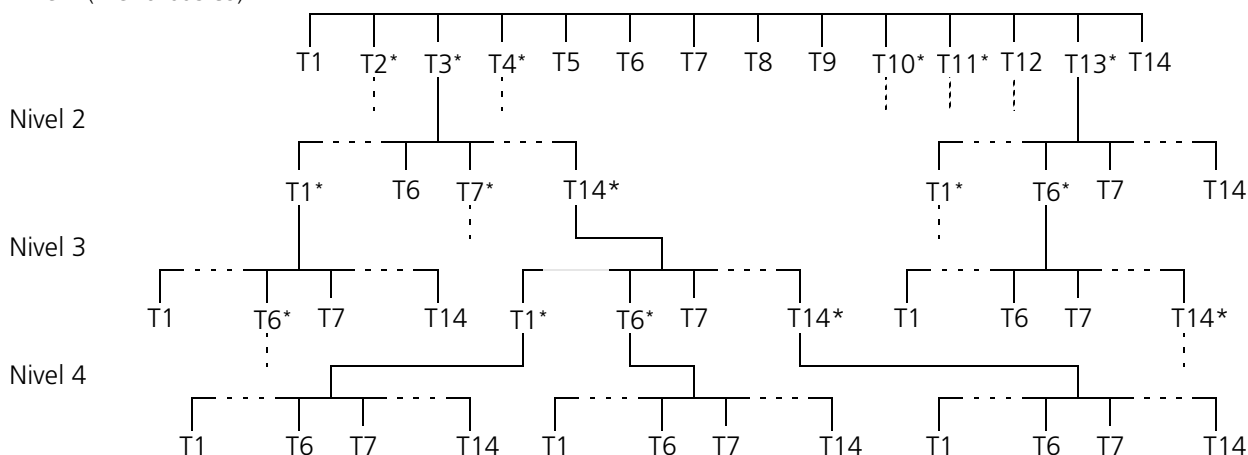 T1 T2* T3* T4* T5 T6 T7 T8 T9 T10* T11* T12 T13* T14
Nivel 2
T1* T6 T7* T14* T1* T6* T7 T14
Nivel 3
T1 T6* T7 T14 T1* T6* T7 T14* T1 T6 T7 T14*
Nivel 4
T1 T6 T7 T14 T1 T6 T7 T14 T1 T6 T7 T14